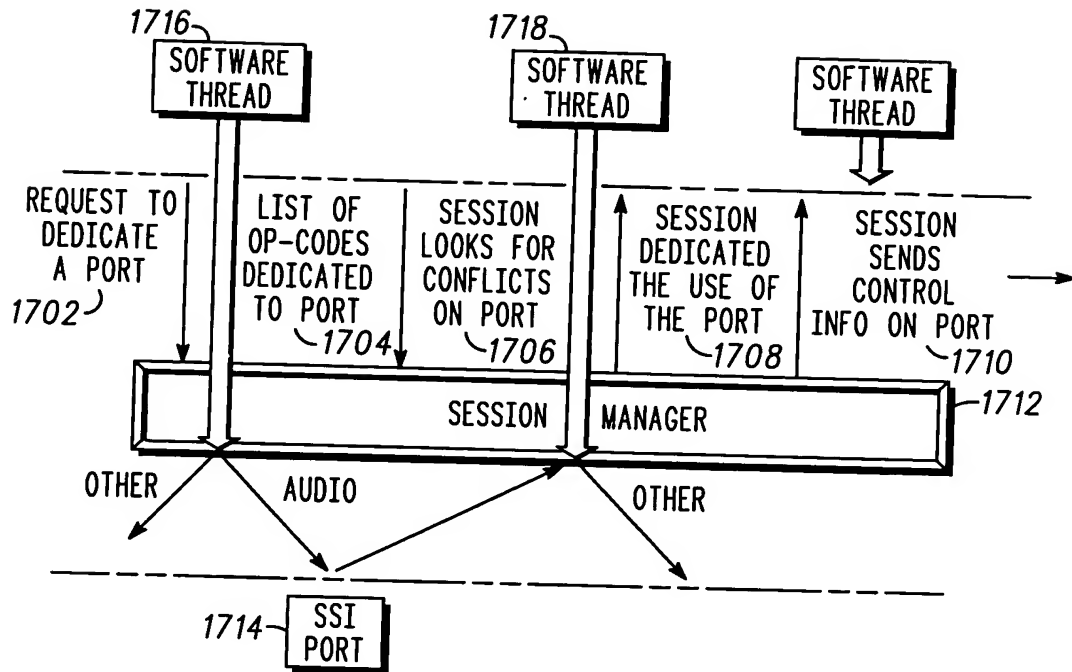 1716
SOFTWARE
THREAD
1718
SOFTWARE
THREAD
SOFTWARE
THREAD
REQUEST TO
DEDICATE
A PORT
1702
LIST OF
OP-CODES
DEDICATED
TO PORT
1704
SESSION
LOOKS FOR
CONFLICTS
ON PORT
1706
SESSION
DEDICATED
THE USE OF
THE PORT
1708
SESSION
SENDS
CONTROL
INFO ON PORT
1710
SESSION MANAGER
1712
OTHER
AUDIO
OTHER
1714
SSI
PORT